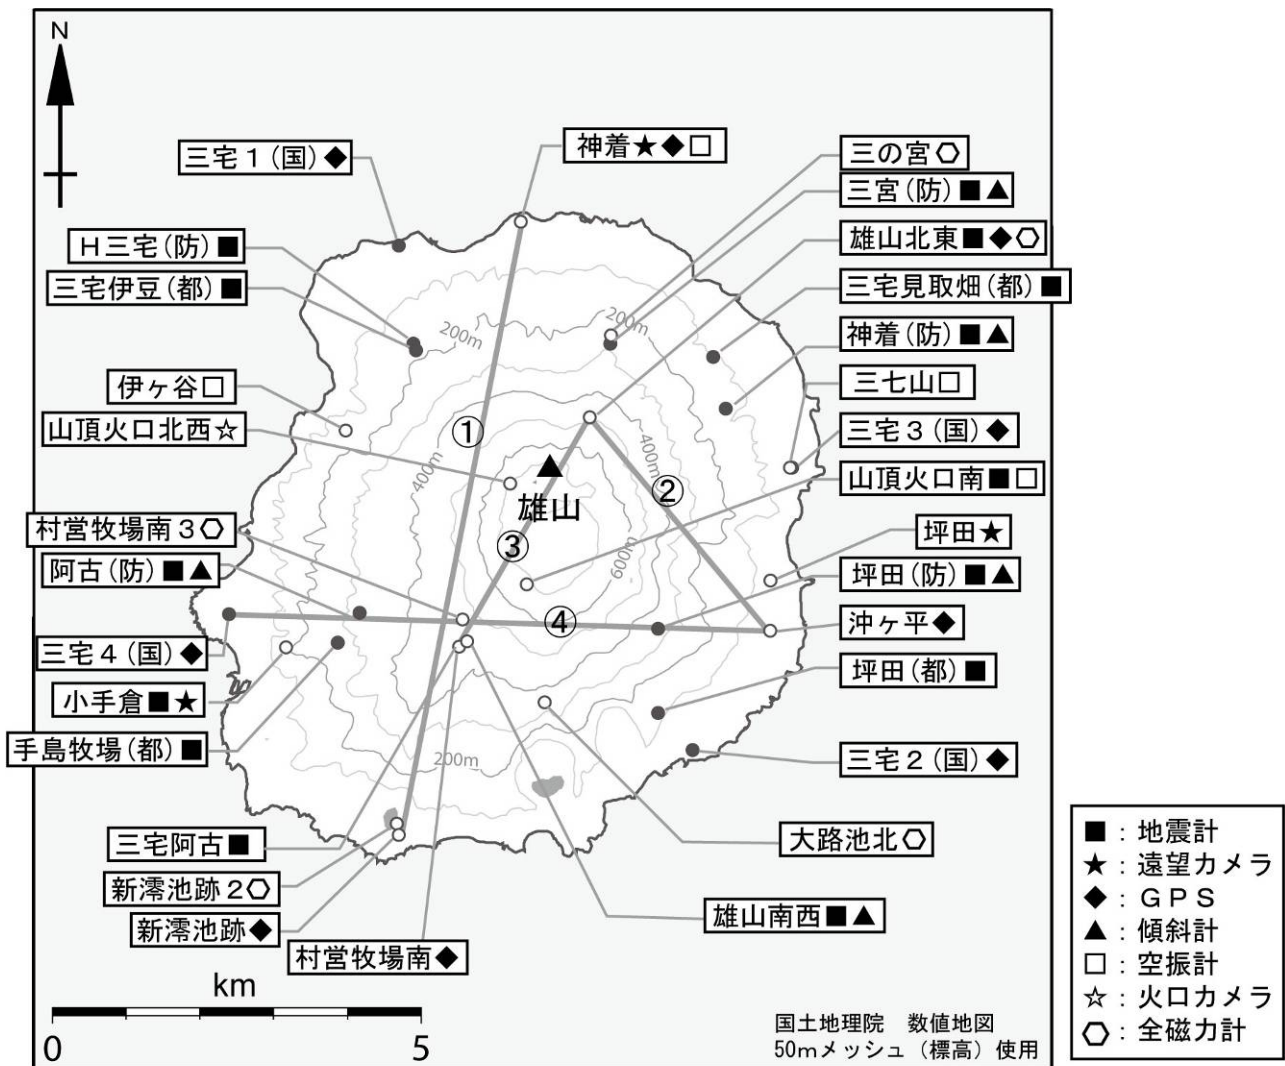 N
三宅１(国)◆
神着★◆□
三の宮⬡
三宮(防)■▲
H三宅(防)■
雄山北東■◆⬡
三宅伊豆(都)■
三宅見取畑(都)■
神着(防)■▲
伊ヶ谷□
三七山□
山頂火口北西☆
三宅３(国)◆
山頂火口南■□
村営牧場南３⬡
坪田★
阿古(防)■▲
坪田(防)■▲
沖ヶ平◆
三宅４(国)◆
坪田(都)■
小手倉■★
手島牧場(都)■
三宅２(国)◆
三宅阿古■
大路池北⬡
新澪池跡２⬡
雄山南西■▲
新澪池跡◆
村営牧場南◆
200m
200m
①
400m
400m
②
雄山
③
600m
④
200m
km
0
5
国土地理院　数値地図
50mメッシュ（標高）使用
■：地震計
★：遠望カメラ
◆：ＧＰＳ
▲：傾斜計
□：空振計
☆：火口カメラ
⬡：全磁力計